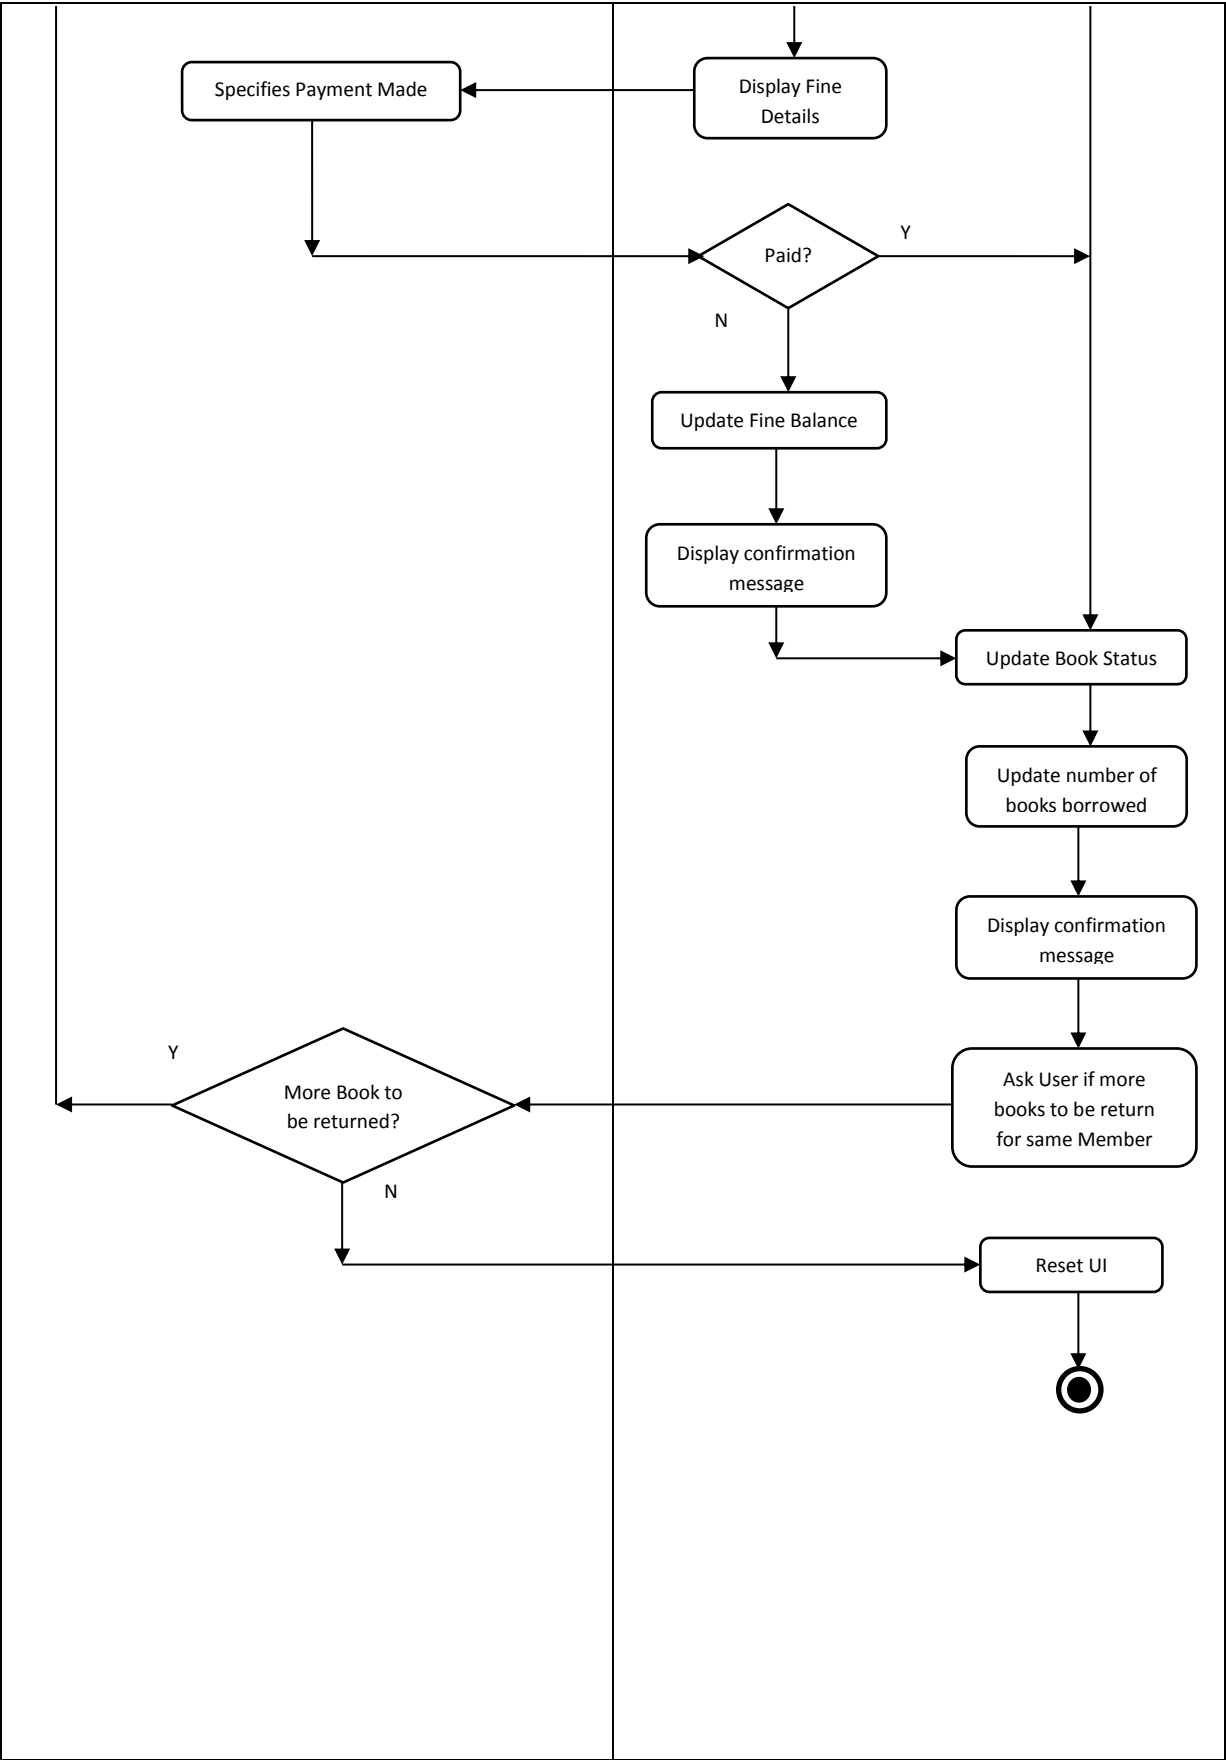 Specifies Payment Made
Display Fine
Details
Paid?
Y
N
Update Fine Balance
Display confirmation
message
Update Book Status
Update number of
books borrowed
Display confirmation
message
Ask User if more
books to be return
for same Member
Y
More Book to
be returned?
N
Reset UI